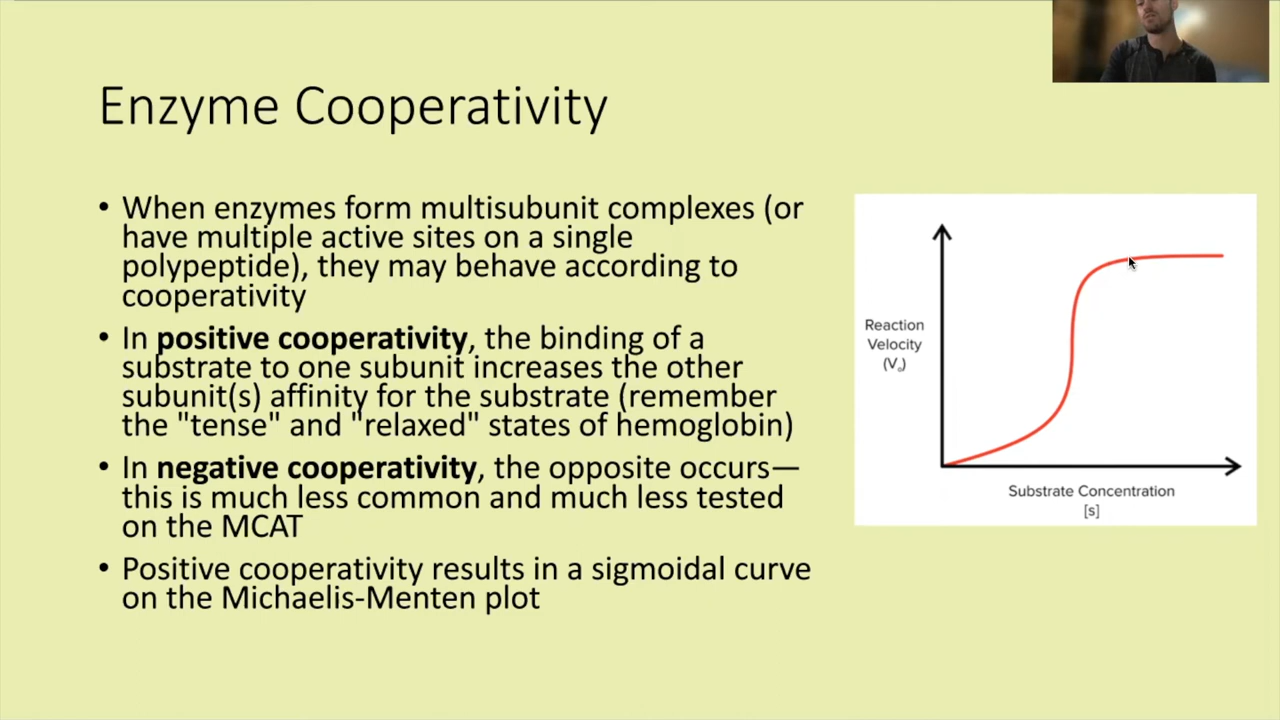 Enzyme Cooperativity
• When enzymes form multisubunit complexes (or
have multiple active sites on a single
polypeptide), they may behave according to
cooperativity
• In positive cooperativity, the binding of a
substrate to one subunit increases the other
subunit(s) affinity for the substrate (remember
the "tense" and "relaxed" states of hemoglobin)
• In negative cooperativity, the opposite occurs—
this is much less common and much less tested
on the MCAT
• Positive cooperativity results in a sigmoidal curve
on the Michaelis-Menten plot
Reaction
Velocity
(Vₒ)
Substrate Concentration
[s]